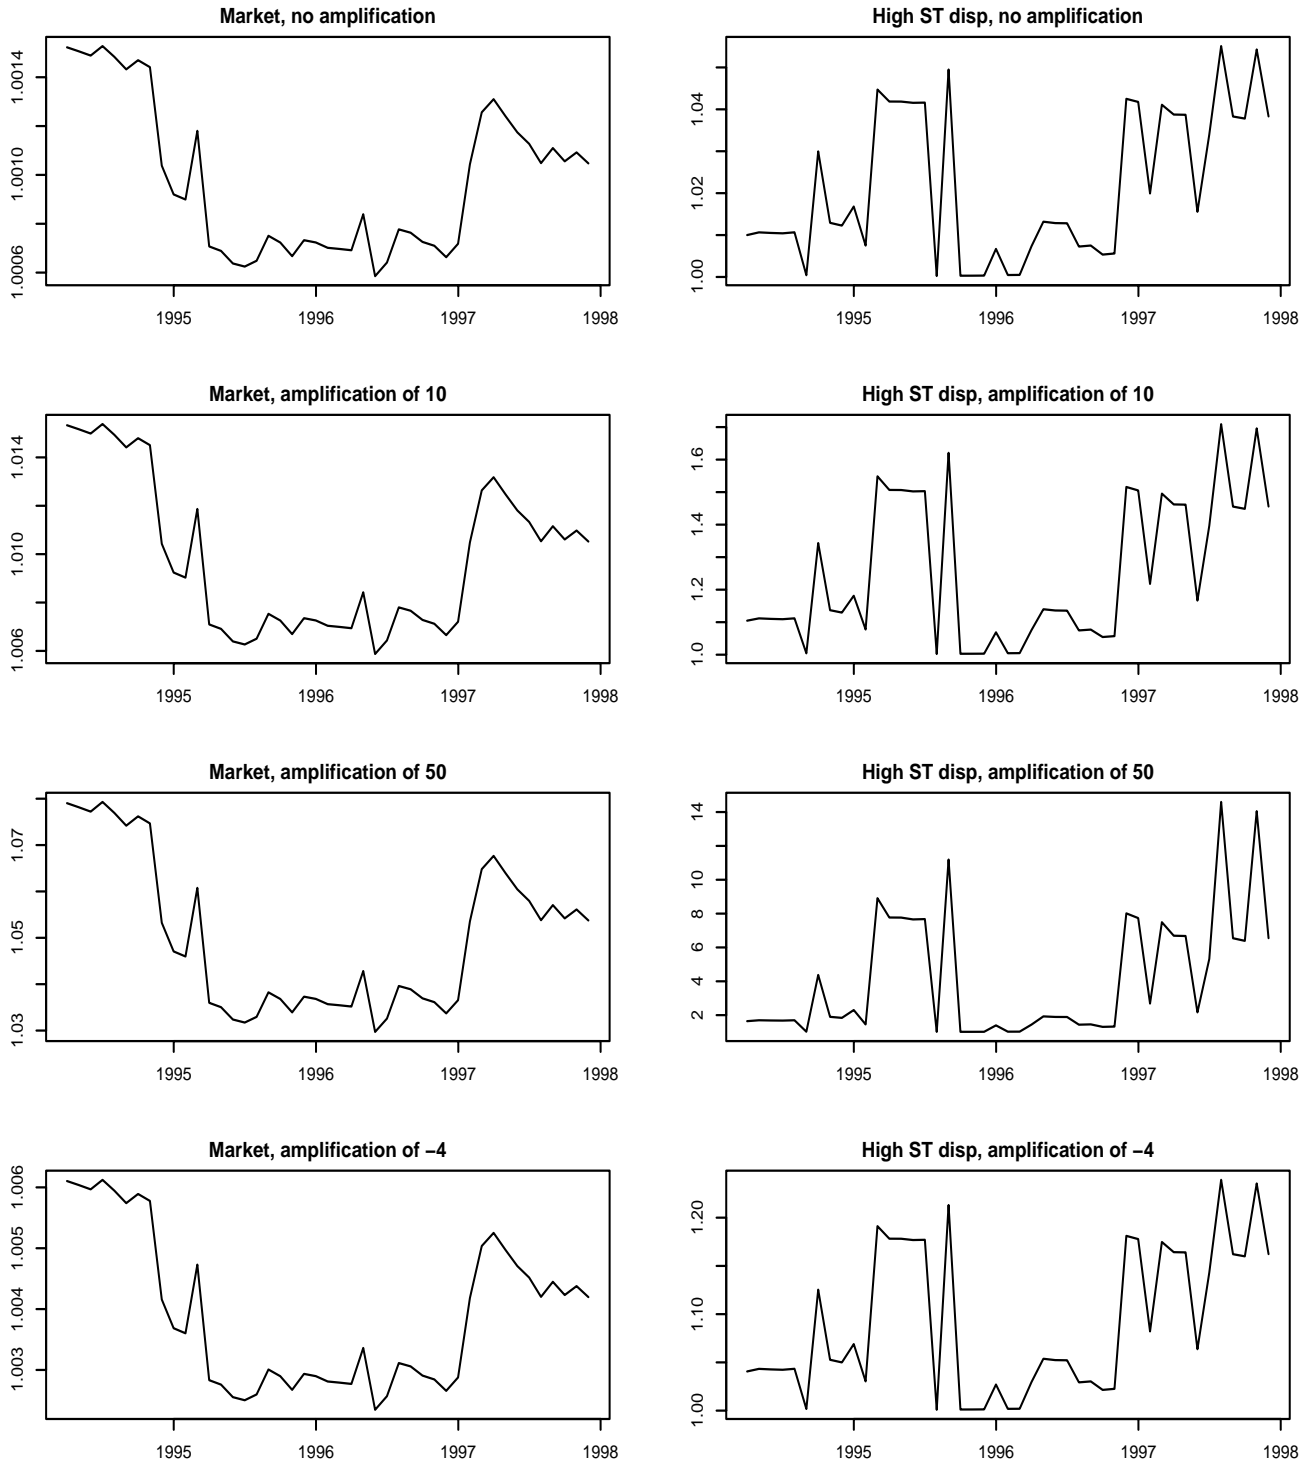 Market, no amplification
1.0006 1.0010 1.0014
1995 1996 1997 1998
High ST disp, no amplification
1.00 1.02 1.04
1995 1996 1997 1998
Market, amplification of 10
1.006 1.010 1.014
1995 1996 1997 1998
High ST disp, amplification of 10
1.0 1.2 1.4 1.6
1995 1996 1997 1998
Market, amplification of 50
1.03 1.05 1.07
1995 1996 1997 1998
High ST disp, amplification of 50
2 4 6 8 10 14
1995 1996 1997 1998
Market, amplification of −4
1.003 1.004 1.005 1.006
1995 1996 1997 1998
High ST disp, amplification of −4
1.00 1.10 1.20
1995 1996 1997 1998